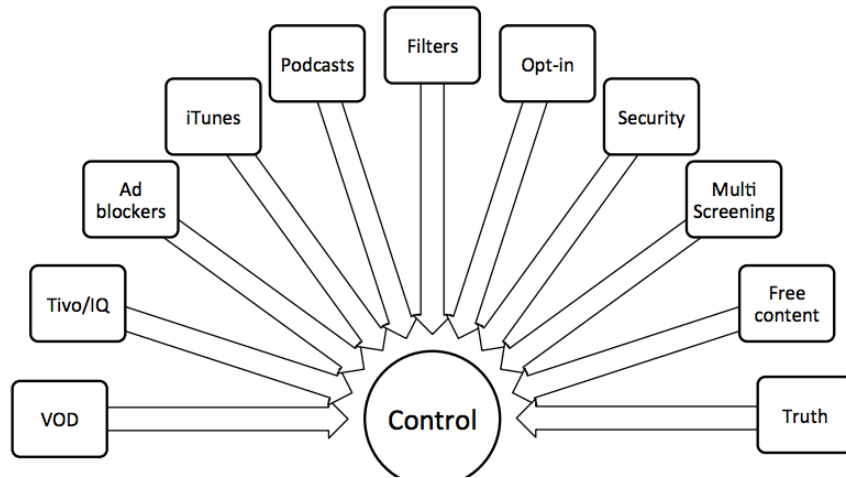 Filters
Podcasts
Opt-in
iTunes
Security
Ad
blockers
Multi
Screening
Tivo/IQ
Free
content
VOD
Control
Truth